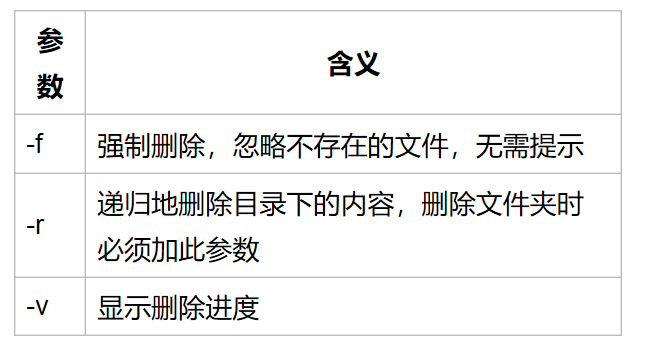 参
数
含义
-f
强制删除，忽略不存在的文件，无需提示
-r
递归地删除目录下的内容，删除文件夹时
必须加此参数
-v
显示删除进度